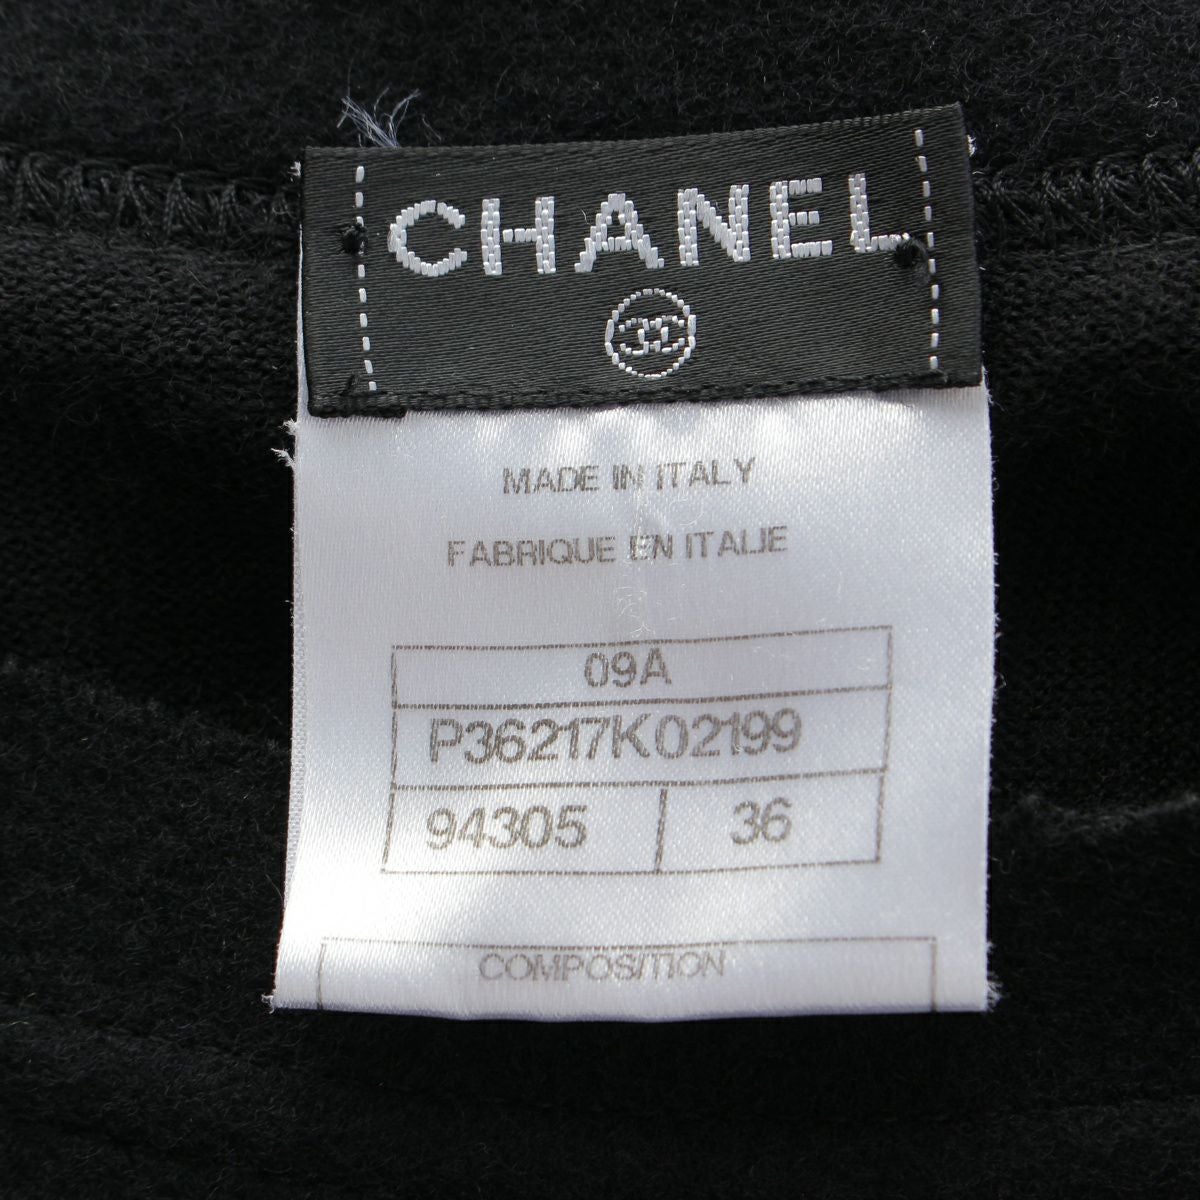 CHANEL
MADE IN ITALY
FABRIQUE EN ITALIE
09A
P36217K02199
94305 36
COMPOSITION